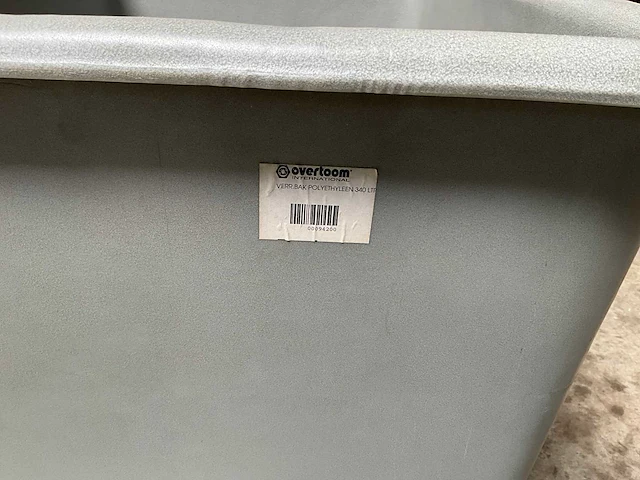 overtoom
INTERNATIONAL
VERR.BAK POLYETHYLEEN 340 LTR
00094200